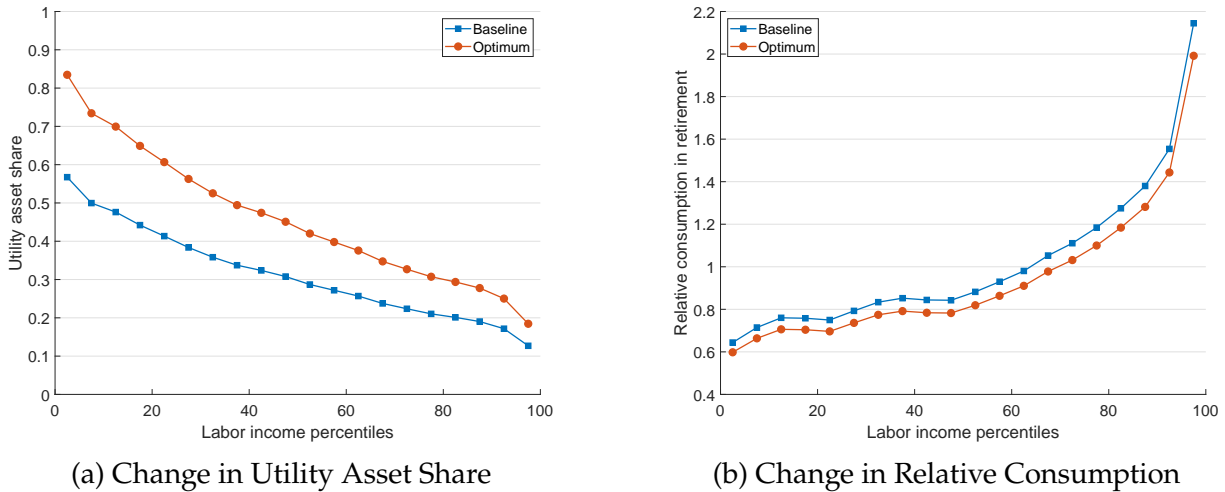 1
0.9
0.8
0.7
0.6
0.5
0.4
0.3
0.2
0.1
0
Utility asset share
Baseline
Optimum
0 20 40 60 80 100
Labor income percentiles
(a) Change in Utility Asset Share
2.2
2
1.8
1.6
1.4
1.2
1
0.8
0.6
0.4
Relative consumption in retirement
Baseline
Optimum
0 20 40 60 80 100
Labor income percentiles
(b) Change in Relative Consumption